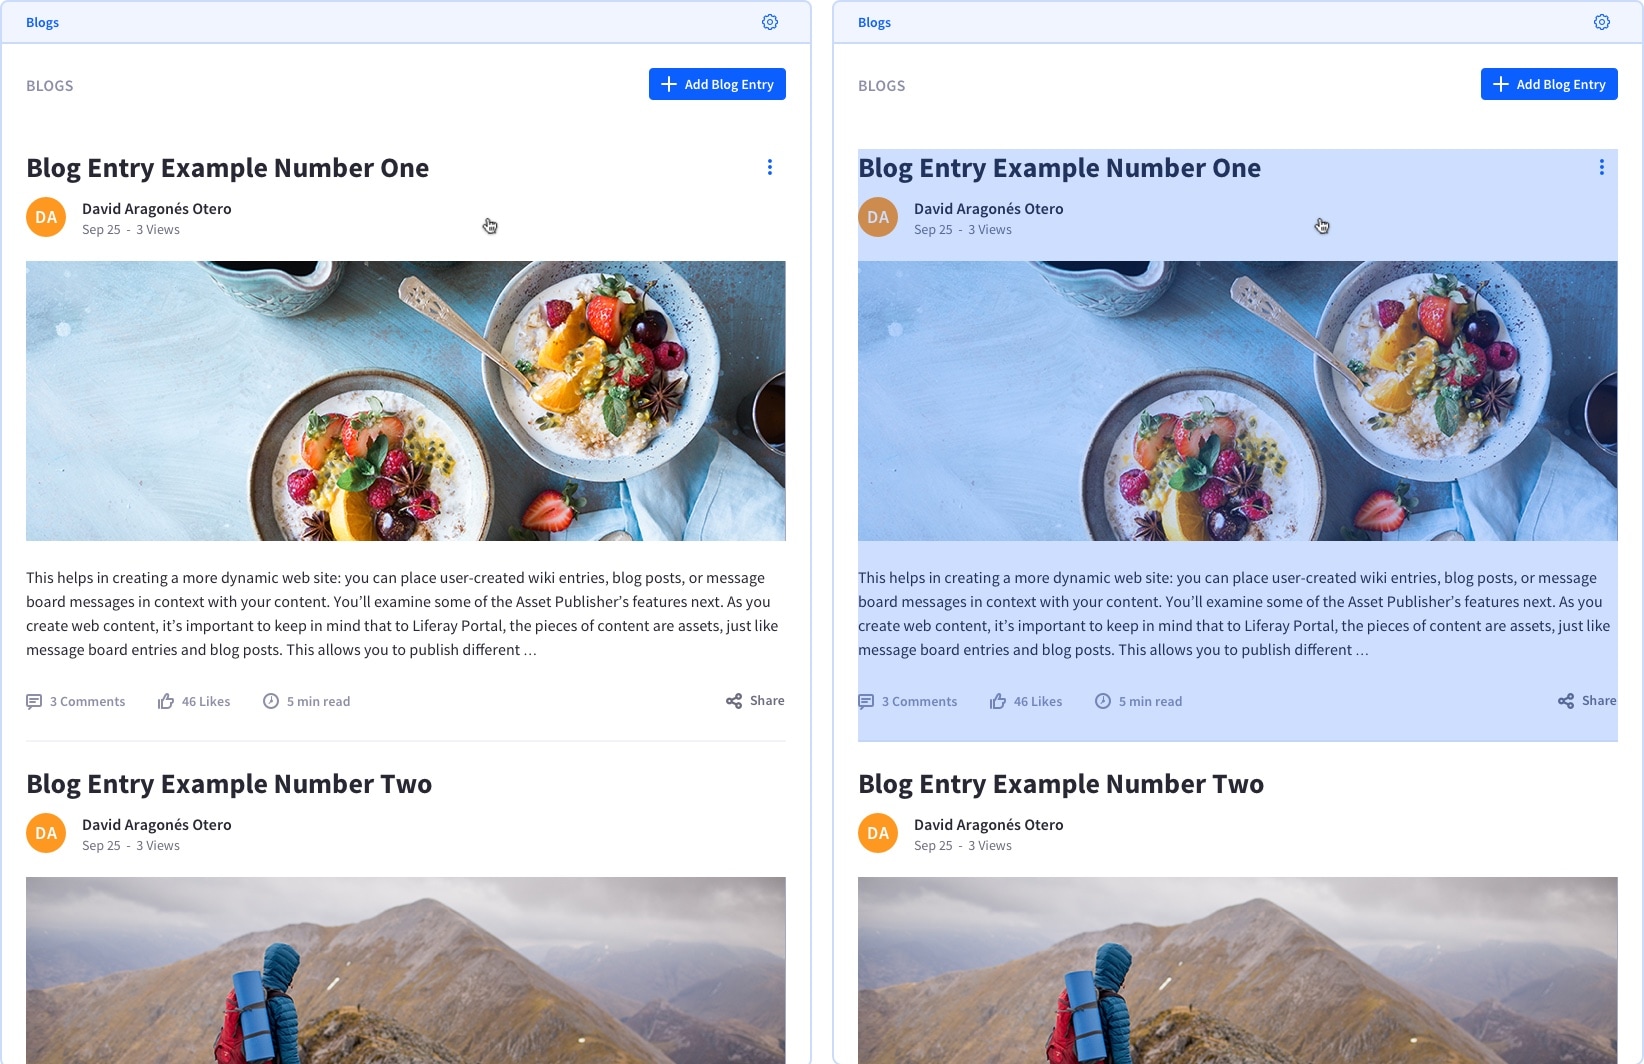 Blogs
BLOGS
Add Blog Entry
Blog Entry Example Number One
DA
David Aragonés Otero
Sep 25 - 3 Views
This helps in creating a more dynamic web site: you can place user-created wiki entries, blog posts, or message
board messages in context with your content. You’ll examine some of the Asset Publisher’s features next. As you
create web content, it’s important to keep in mind that to Liferay Portal, the pieces of content are assets, just like
message board entries and blog posts. This allows you to publish different …
3 Comments 46 Likes 5 min read Share
Blog Entry Example Number Two
DA
David Aragonés Otero
Sep 25 - 3 Views
Blogs
BLOGS
Add Blog Entry
Blog Entry Example Number One
DA
David Aragonés Otero
Sep 25 - 3 Views
This helps in creating a more dynamic web site: you can place user-created wiki entries, blog posts, or message
board messages in context with your content. You’ll examine some of the Asset Publisher’s features next. As you
create web content, it’s important to keep in mind that to Liferay Portal, the pieces of content are assets, just like
message board entries and blog posts. This allows you to publish different …
3 Comments 46 Likes 5 min read Share
Blog Entry Example Number Two
DA
David Aragonés Otero
Sep 25 - 3 Views